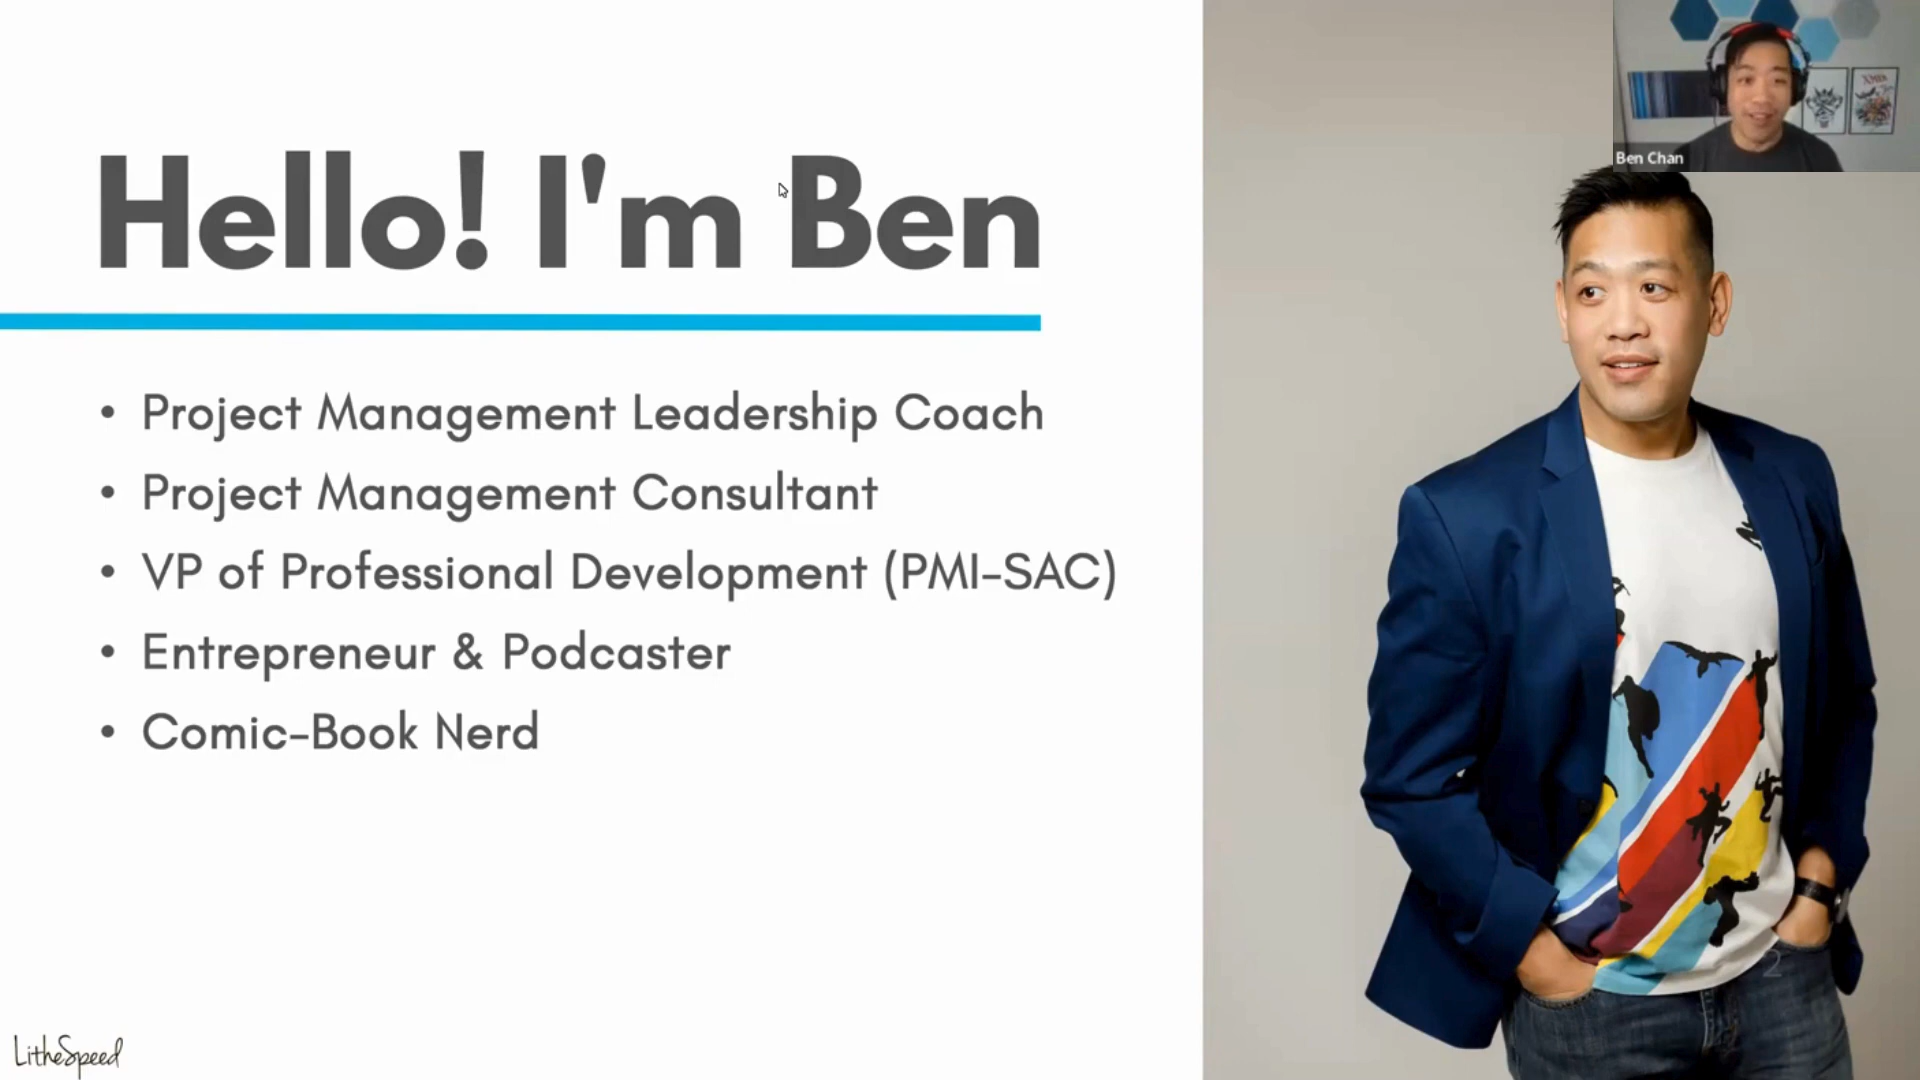 Hello! I'm Ben
• Project Management Leadership Coach
• Project Management Consultant
• VP of Professional Development (PMI-SAC)
• Entrepreneur & Podcaster
• Comic-Book Nerd
Ben Chan
2
LitheSpeed